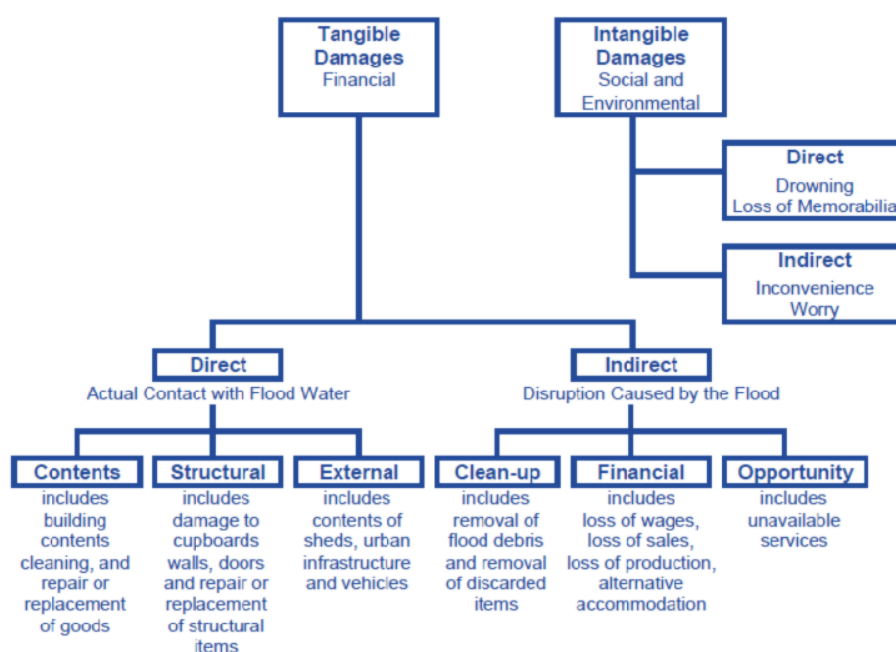 Tangible
Damages
Financial
Intangible
Damages
Social and
Environmental
Direct
Drowning
Loss of Memorabilia
Indirect
Inconvenience
Worry
Direct
Actual Contact with Flood Water
Indirect
Disruption Caused by the Flood
Contents
includes
building
contents
cleaning, and
repair or
replacement
of goods
Structural
includes
damage to
cupboards
walls, doors
and repair or
replacement
of structural
items
External
includes
contents of
sheds, urban
infrastructure
and vehicles
Clean-up
includes
removal of
flood debris
and removal
of discarded
items
Financial
includes
loss of wages,
loss of sales,
loss of production,
alternative
accommodation
Opportunity
includes
unavailable
services